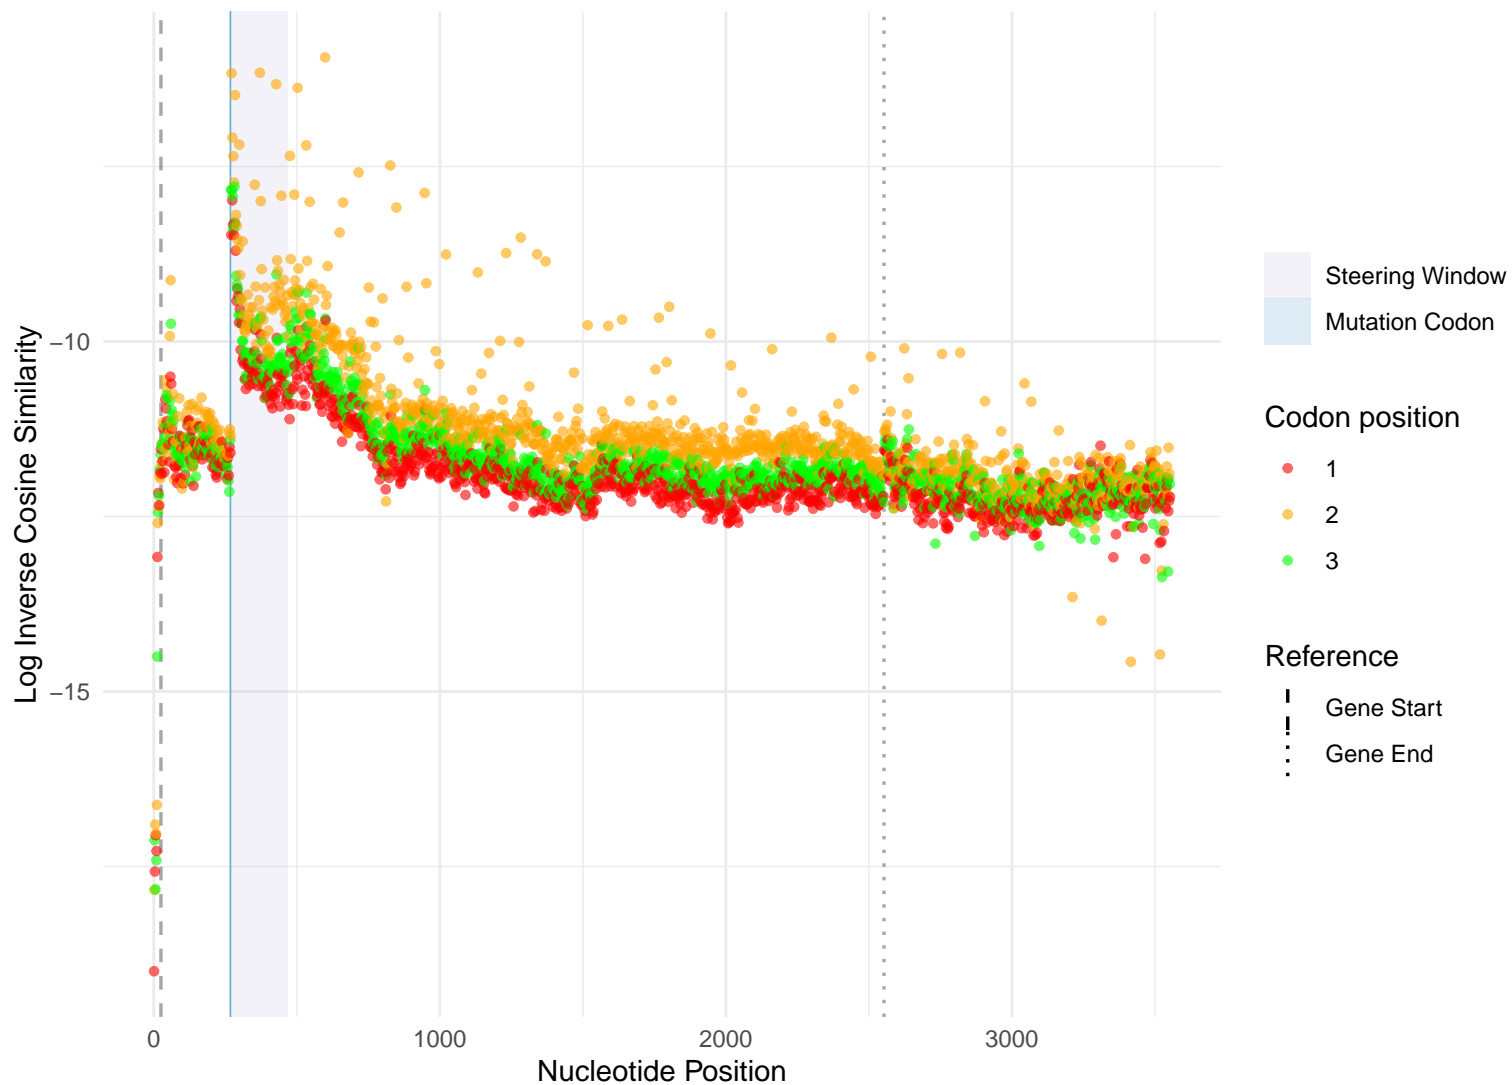 Log Inverse Cosine Similarity
−10
−15
0
1000
2000
3000
Nucleotide Position
Steering Window
Mutation Codon
Codon position
1
2
3
Reference
Gene Start
Gene End